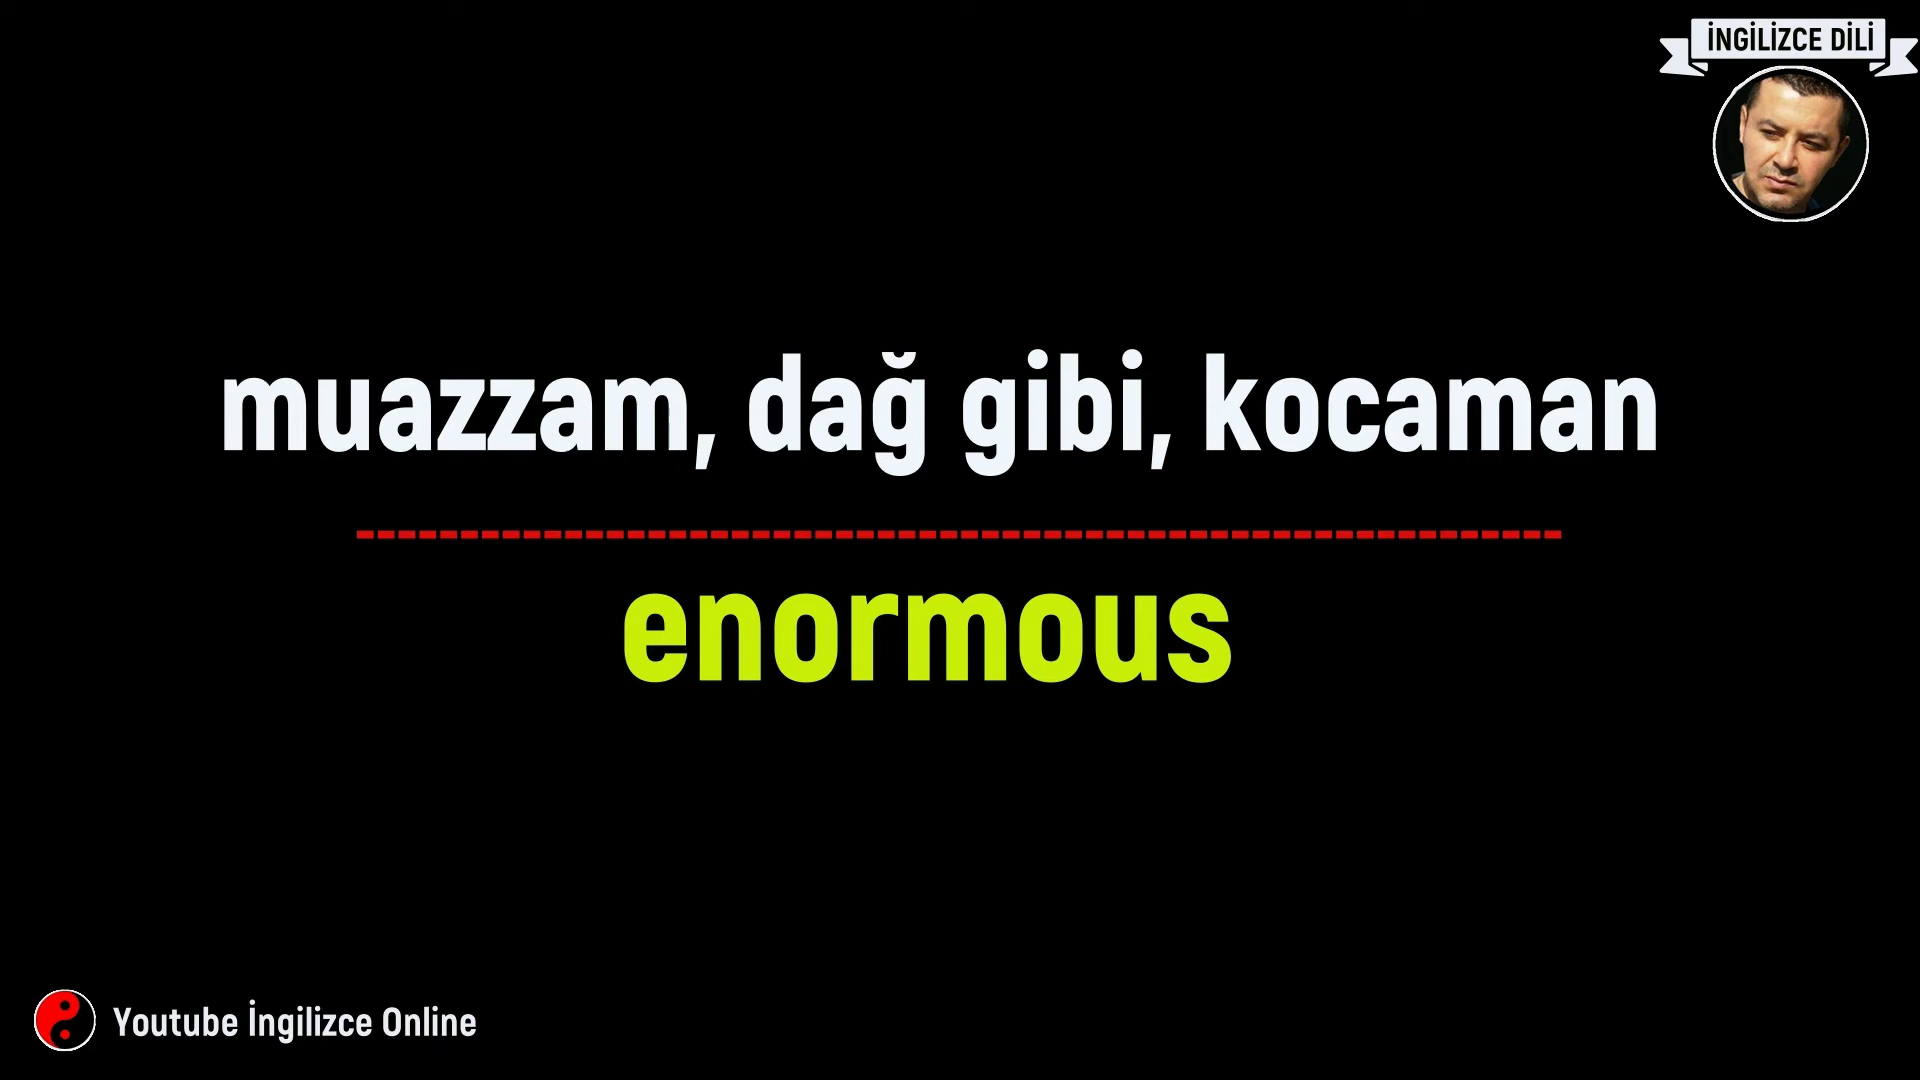 İNGİLİZCE DİLİ
muazzam, dağ gibi, kocaman
enormous
Youtube İngilizce Online